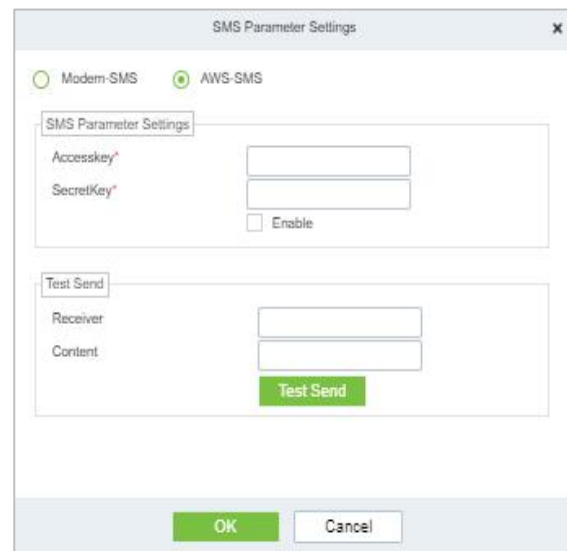 SMS Parameter Settings x
Modem-SMS AWS-SMS
SMS Parameter Settings
Accesskey*
SecretKey*
Enable
Test Send
Receiver
Content
Test Send
OK Cancel